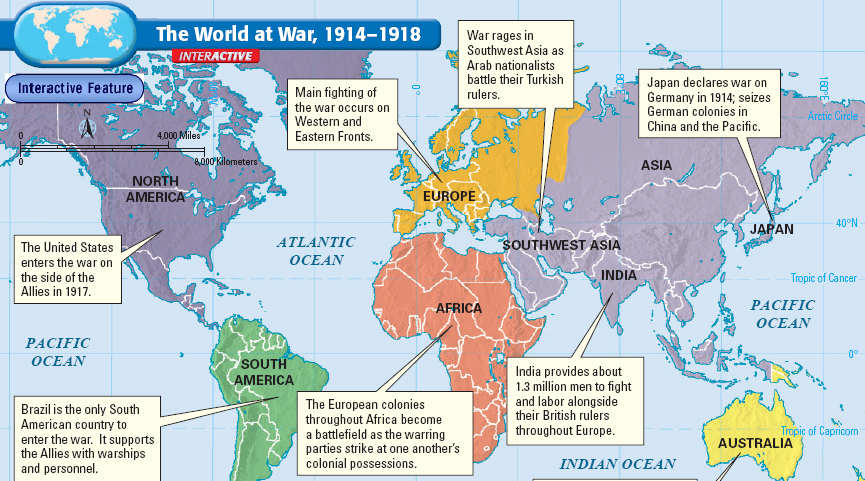 The World at War, 1914–1918
INTERACTIVE
Interactive Feature
N
0
4,000 Miles
0
8,000 Kilometers
War rages in
Southwest Asia as
Arab nationalists
battle their Turkish
rulers.
Main fighting of
the war occurs on
Western and
Eastern Fronts.
Japan declares war on
Germany in 1914; seizes
German colonies in
China and the Pacific.
0°
80°E
160°E
Arctic Circle
NORTH
AMERICA
EUROPE
ASIA
JAPAN
40°N
SOUTHWEST ASIA
INDIA
ATLANTIC
OCEAN
The United States
enters the war on
the side of the
Allies in 1917.
Tropic of Cancer
AFRICA
PACIFIC
OCEAN
PACIFIC
OCEAN
0°
SOUTH
AMERICA
India provides about
1.3 million men to fight
and labor alongside
their British rulers
throughout Europe.
Brazil is the only South
American country to
enter the war. It supports
the Allies with warships
and personnel.
The European colonies
throughout Africa become
a battlefield as the warring
parties strike at one another's
colonial possessions.
Tropic of Capricorn
AUSTRALIA
INDIAN OCEAN